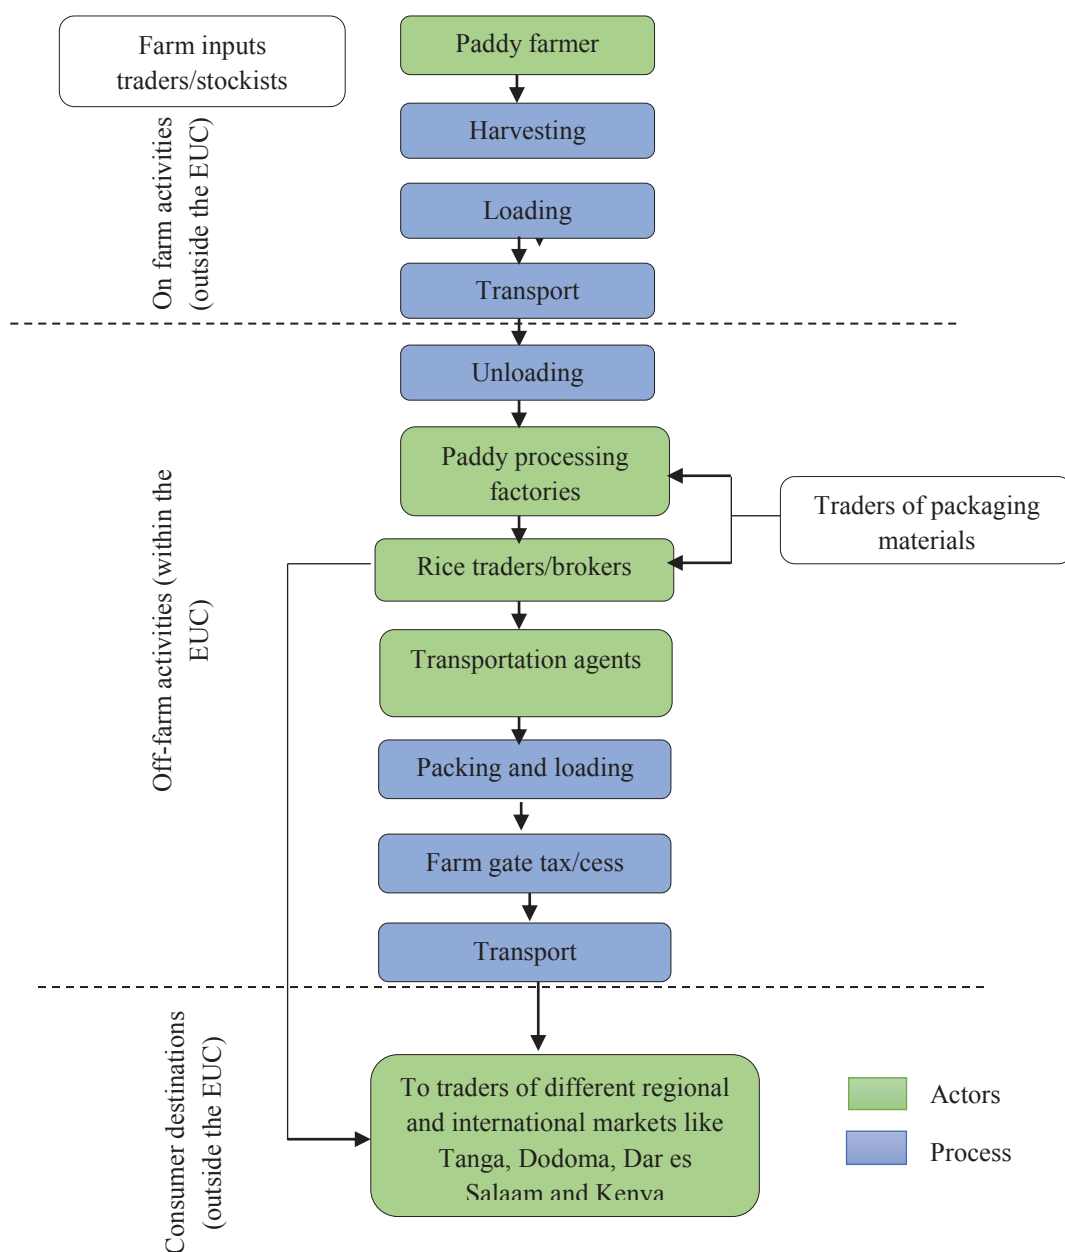 Farm inputs
traders/stockists
Paddy farmer
Harvesting
Loading
Transport
On farm activities
(outside the EUC)
Unloading
Paddy processing
factories
Traders of packaging
materials
Rice traders/brokers
Transportation agents
Packing and loading
Farm gate tax/cess
Transport
Off-farm activities (within the
EUC)
To traders of different regional
and international markets like
Tanga, Dodoma, Dar es
Salaam and Kenya
Consumer destinations
(outside the EUC)
Actors
Process